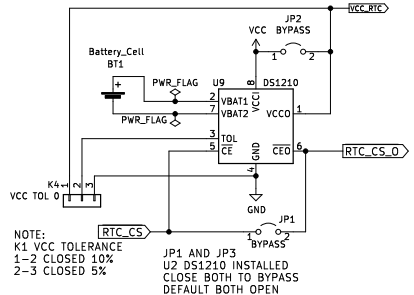 VCC_RTC
JP2
VCC
BYPASS
1 2
Battery_Cell
BT1
PWR_FLAG
U9
DS1210
8
VCCI
2
VBAT1
7
VBAT2
VCCO
1
PWR_FLAG
3
TOL
5
CE
GND
4
CEO
6
RTC_CS_O
K4
VCC TOL 0
1
2
3
GND
RTC_CS
JP1
1 2
BYPASS
NOTE:
K1 VCC TOLERANCE
1-2 CLOSED 10%
2-3 CLOSED 5%
JP1 AND JP3
U2 DS1210 INSTALLED
CLOSE BOTH TO BYPASS
DEFAULT BOTH OPEN